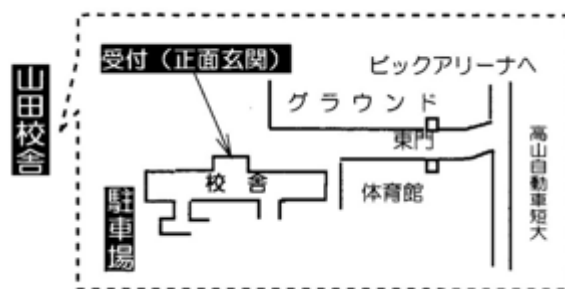 山田校舎
受付（正面玄関）
ビックアリーナへ
グラウンド
東門
校舎
体育館
駐車場
高山自動車短大